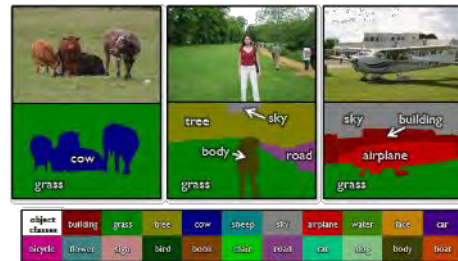 tree
sky
body
road
grass
cow
grass
sky
building
airplane
grass
object classes
building grass tree cow sheep sky airplane water face car
bicycle flower sign bird book chair road cat dog body boat